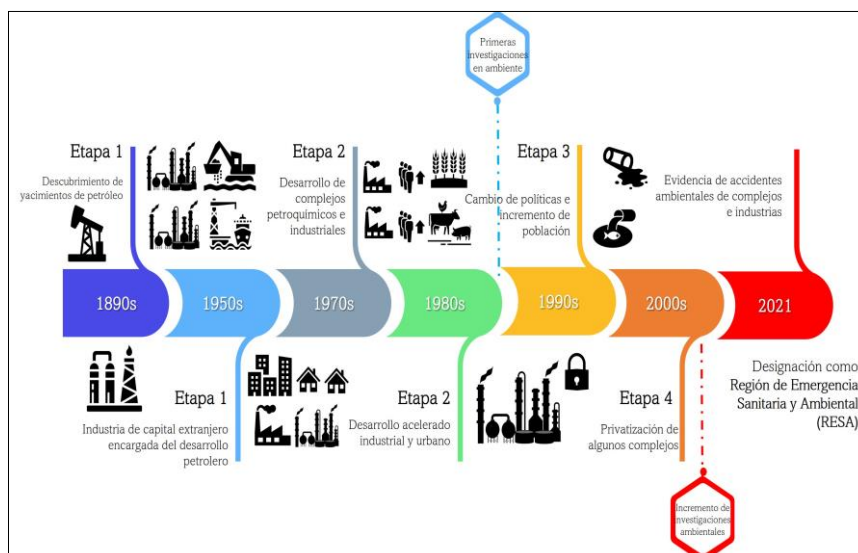 Primeras
investigaciones
en ambiente
Etapa 1
Descubrimiento de
yacimientos de petróleo
Etapa 2
Desarrollo de
complejos
petroquímicos e
industriales
Etapa 3
Cambio de políticas e
incremento de
población
Evidencia de accidentes
ambientales de complejos
e industrias
1890s
1950s
1970s
1980s
1990s
2000s
2021
Etapa 1
Industria de capital extranjero
encargada del desarrollo
petrolero
Etapa 2
Desarrollo acelerado
industrial y urbano
Etapa 4
Privatización de
algunos complejos
Designación como
Región de Emergencia
Sanitaria y Ambiental
(RESA)
Incremento de
investigaciones
ambientales